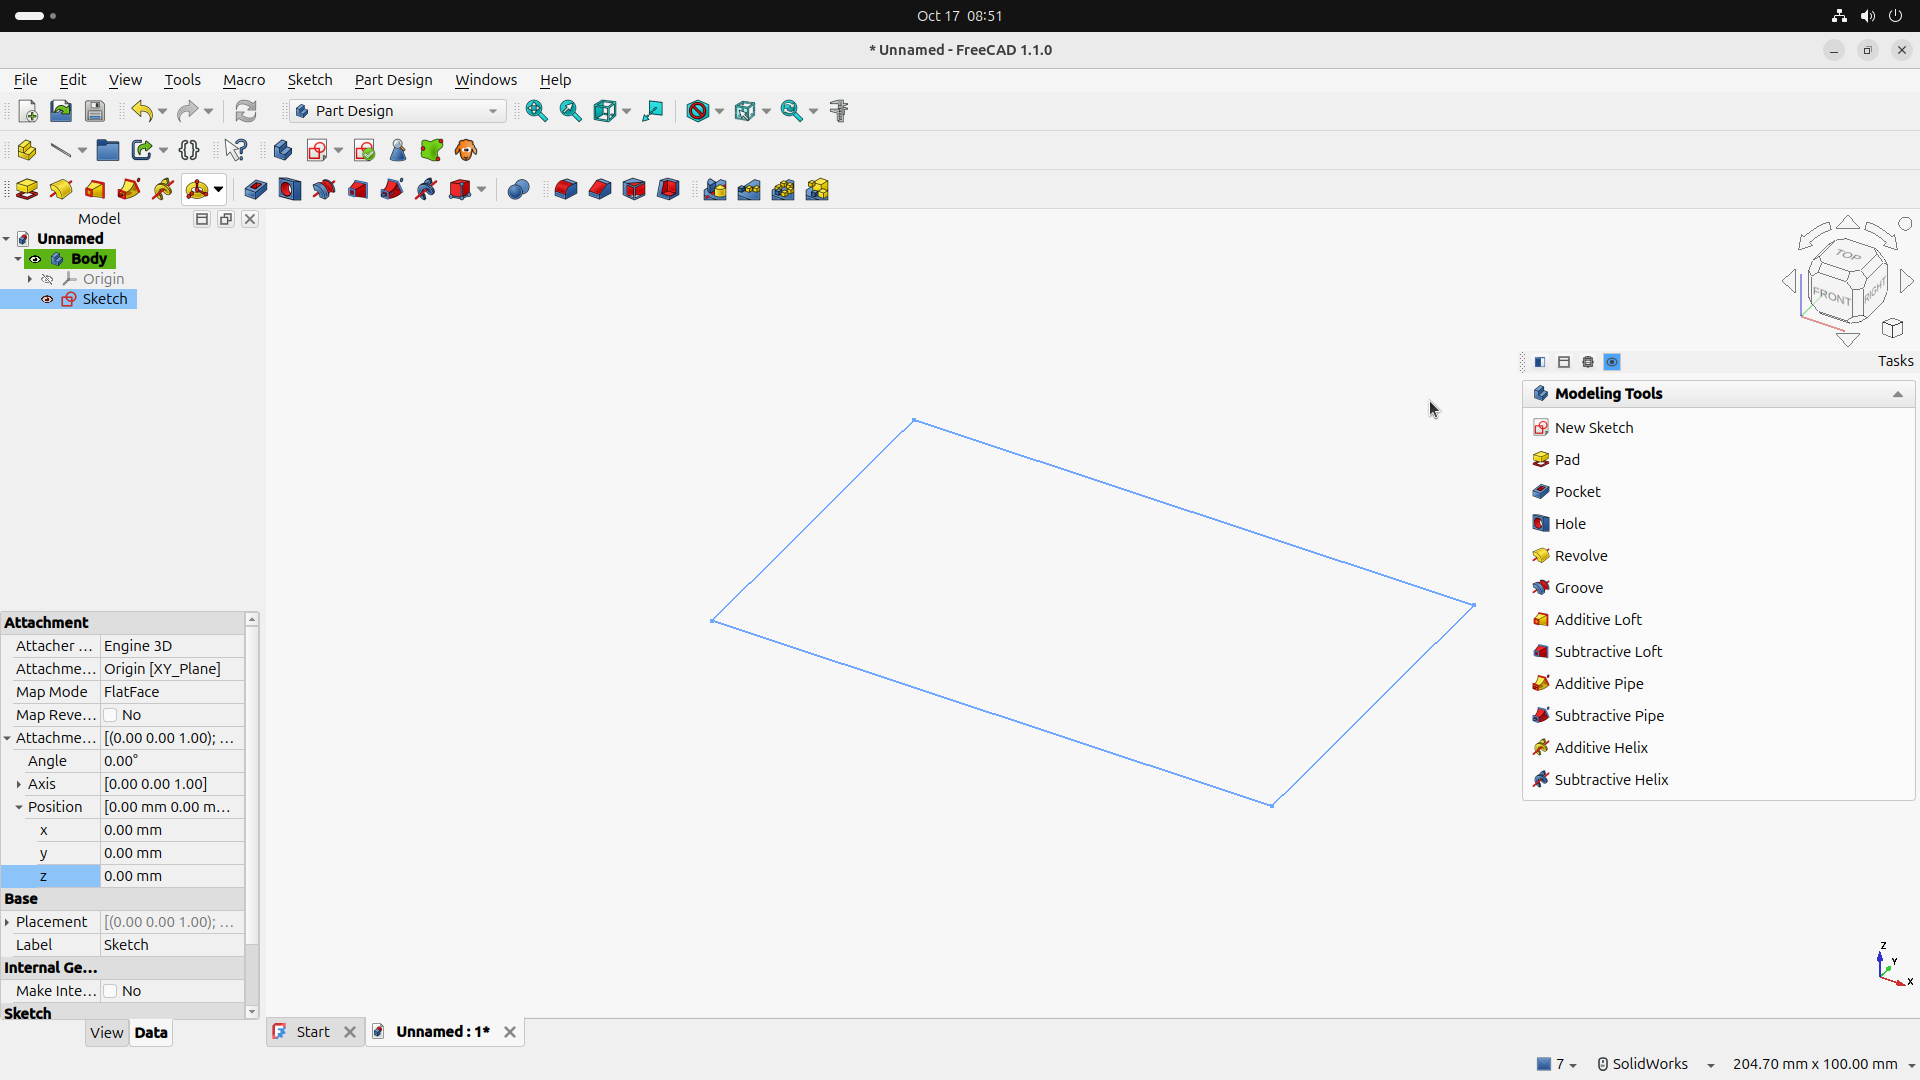 Oct 17 08:51
* Unnamed - FreeCAD 1.1.0
File Edit View Tools Macro Sketch Part Design Windows Help
Part Design
Model
Unnamed
Body
Origin
Sketch
TOP
FRONT
RIGHT
Tasks
Modeling Tools
New Sketch
Pad
Pocket
Hole
Revolve
Groove
Additive Loft
Subtractive Loft
Additive Pipe
Subtractive Pipe
Additive Helix
Subtractive Helix
Attachment
Attacher ... Engine 3D
Attachme... Origin [XY_Plane]
Map Mode FlatFace
Map Reve... No
Attachme... [(0.00 0.00 1.00); ...
Angle 0.00°
Axis [0.00 0.00 1.00]
Position [0.00 mm 0.00 m...
x 0.00 mm
y 0.00 mm
z 0.00 mm
Base
Placement [(0.00 0.00 1.00); ...
Label Sketch
Internal Ge...
Make Inte... No
Sketch
View Data
Z
Y
X
Start
Unnamed : 1*
7 SolidWorks 204.70 mm x 100.00 mm